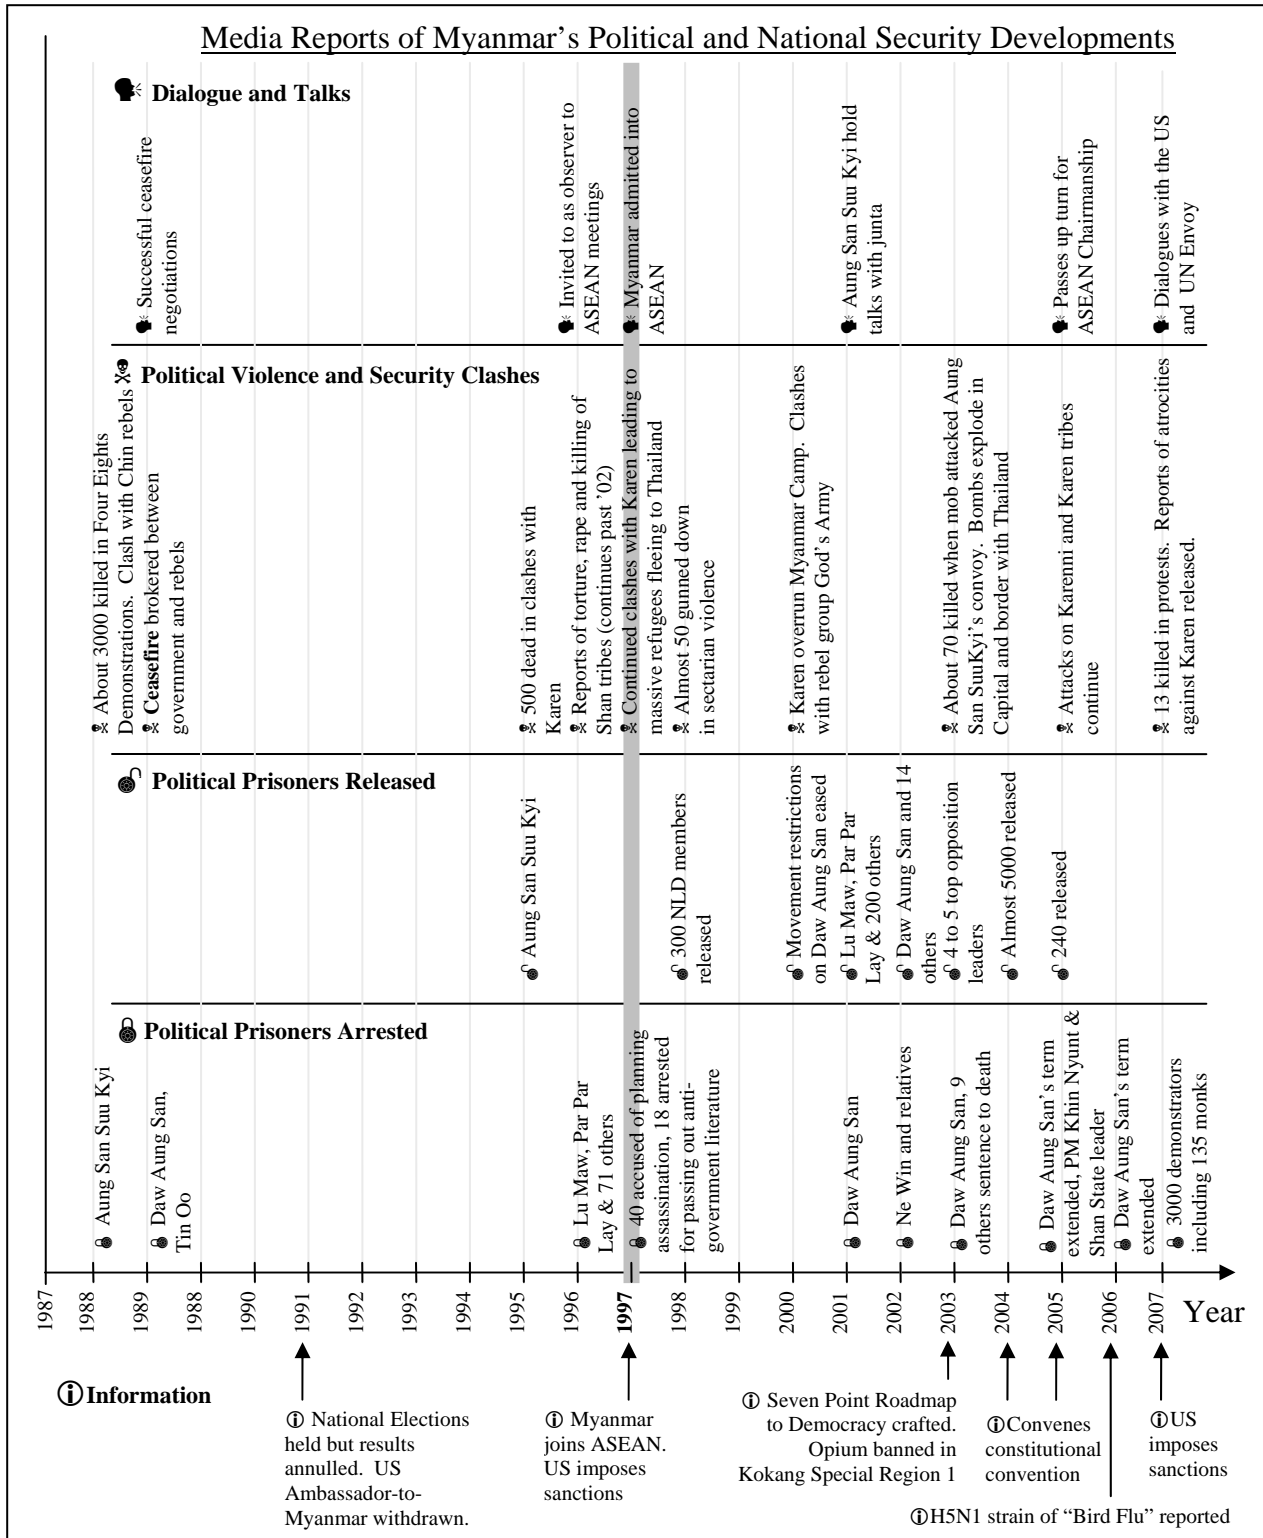 Media Reports of Myanmar's Political and National Security Developments
Dialogue and Talks
Successful ceasefire
negotiations
Invited to as observer to
ASEAN meetings
Myanmar admitted into
ASEAN
Aung San Suu Kyi hold
talks with junta
Passes up turn for
ASEAN Chairmanship
Dialogues with the US
and UN Envoy
Political Violence and Security Clashes
About 3000 killed in Four Eights
Demonstrations. Clash with Chin rebels
Ceasefire brokered between
government and rebels
500 dead in clashes with
Karen
Reports of torture, rape and killing of
Shan tribes (continues past '02)
Continued clashes with Karen leading to
massive refugees fleeing to Thailand
Almost 50 gunned down
in sectarian violence
Karen overrun Myanmar Camp. Clashes
with rebel group God's Army
About 70 killed when mob attacked Aung
San SuuKyi's convoy. Bombs explode in
Capital and border with Thailand
Attacks on Karenni and Karen tribes
continue
13 killed in protests. Reports of atrocities
against Karen released.
Political Prisoners Released
Aung San Suu Kyi
300 NLD members
released
Movement restrictions
on Daw Aung San eased
Lu Maw, Par Par
Lay & 200 others
Daw Aung San and 14
others
4 to 5 top opposition
leaders
Almost 5000 released
240 released
Political Prisoners Arrested
Aung San Suu Kyi
Daw Aung San,
Tin Oo
Lu Maw, Par Par
Lay & 71 others
40 accused of planning
assassination, 18 arrested
for passing out anti-
government literature
Daw Aung San
Ne Win and relatives
Daw Aung San, 9
others sentence to death
Daw Aung San's term
extended, PM Khin Nyunt &
Shan State leader
Daw Aung San's term
extended
3000 demonstrators
including 135 monks
1987
1988
1989
1988
1990
1991
1992
1993
1994
1995
1996
1997
1998
1999
2000
2001
2002
2003
2004
2005
2006
2007
Year
ⓘ Information
ⓘ National Elections
held but results
annulled. US
Ambassador-to-
Myanmar withdrawn.
ⓘ Myanmar
joins ASEAN.
US imposes
sanctions
ⓘ Seven Point Roadmap
to Democracy crafted.
Opium banned in
Kokang Special Region 1
ⓘConvenes
constitutional
convention
ⓘUS
imposes
sanctions
ⓘH5N1 strain of "Bird Flu" reported